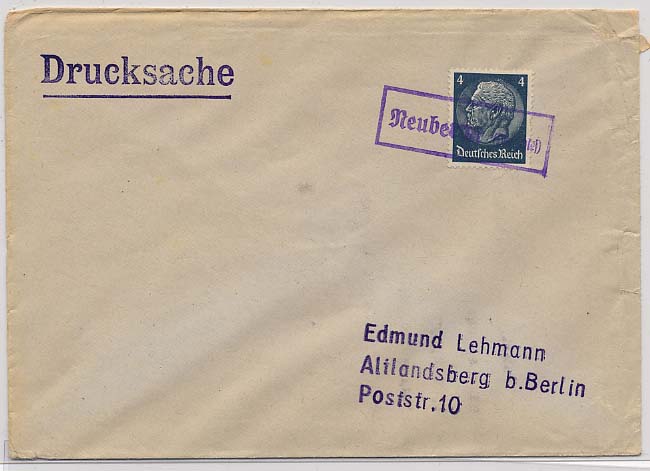 Drucksache
4 4
Deutsches Reich
Edmund Lehmann
Altlandsberg b. Berlin
Poststr. 10